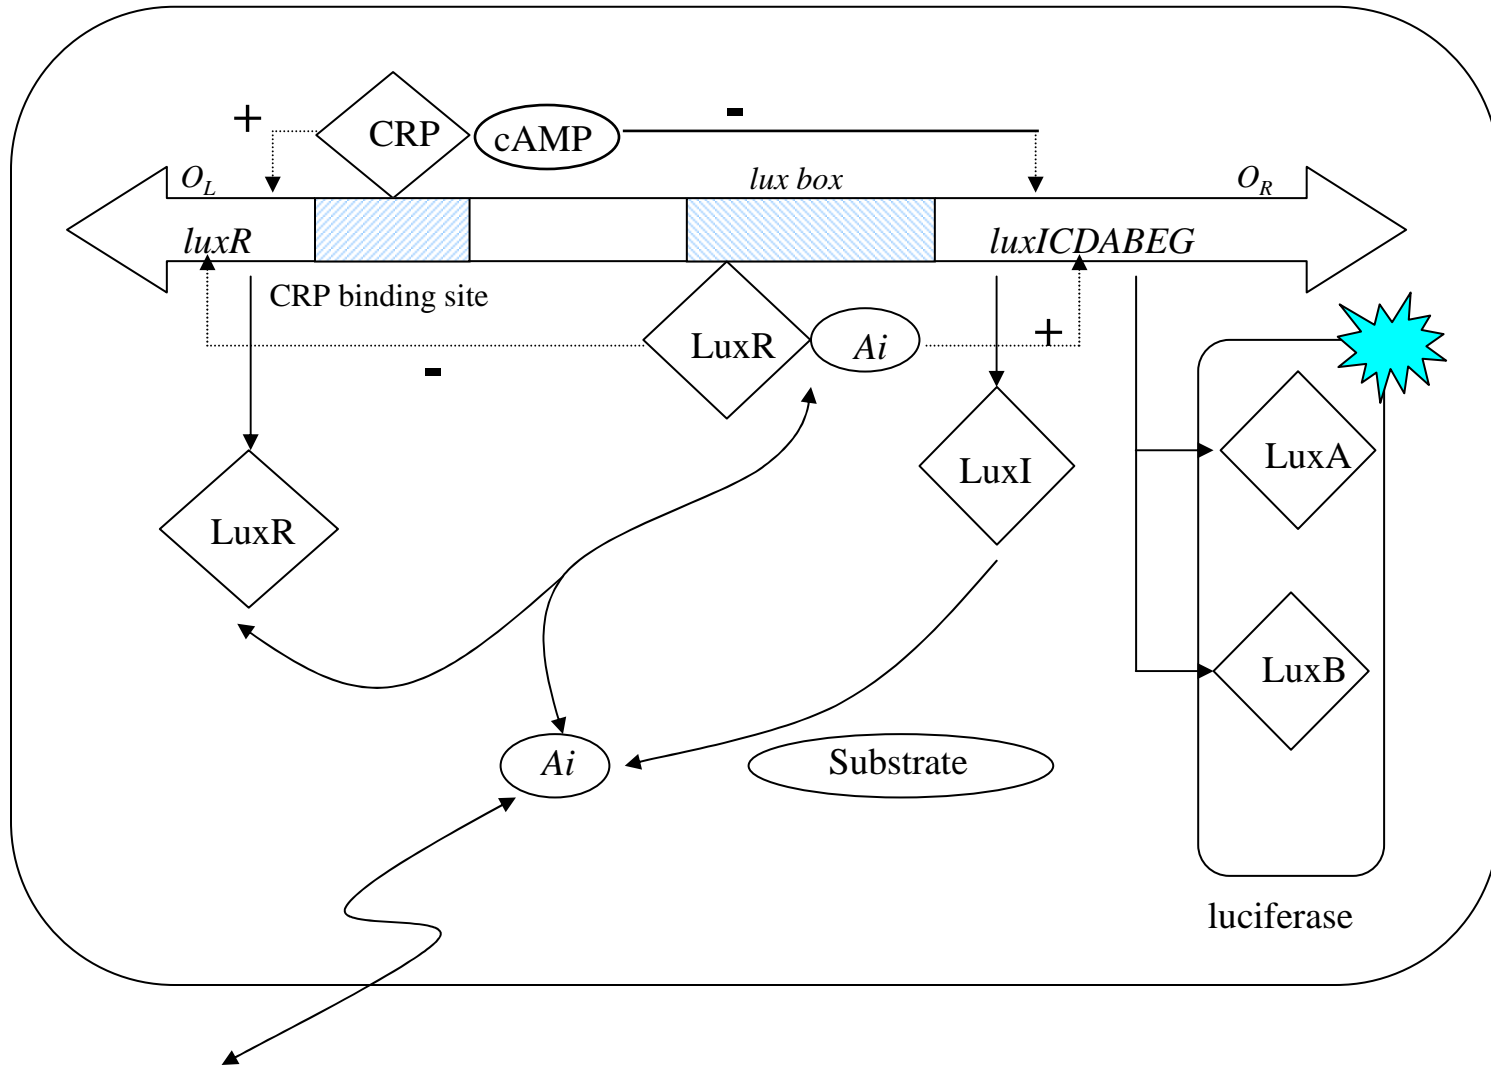 +
CRP
cAMP
-
O_L
lux box
O_R
luxR
luxICDABEG
CRP binding site
LuxR
Ai
+
-
LuxR
LuxI
LuxA
LuxB
Ai
Substrate
luciferase